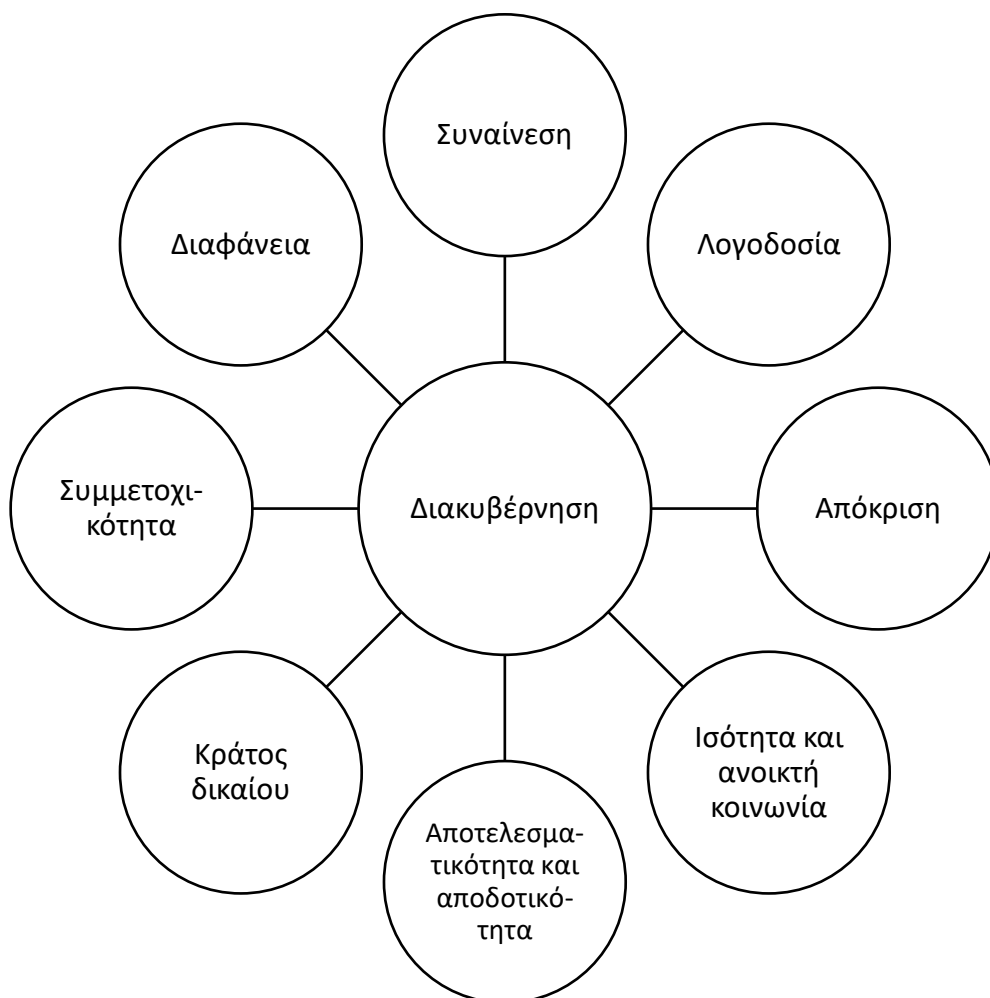 Συναίνεση
Διαφάνεια
Λογοδοσία
Συμμετοχι-
κότητα
Διακυβέρνηση
Απόκριση
Κράτος
δικαίου
Ισότητα και
ανοικτή
κοινωνία
Αποτελεσμα-
τικότητα και
αποδοτικό-
τητα